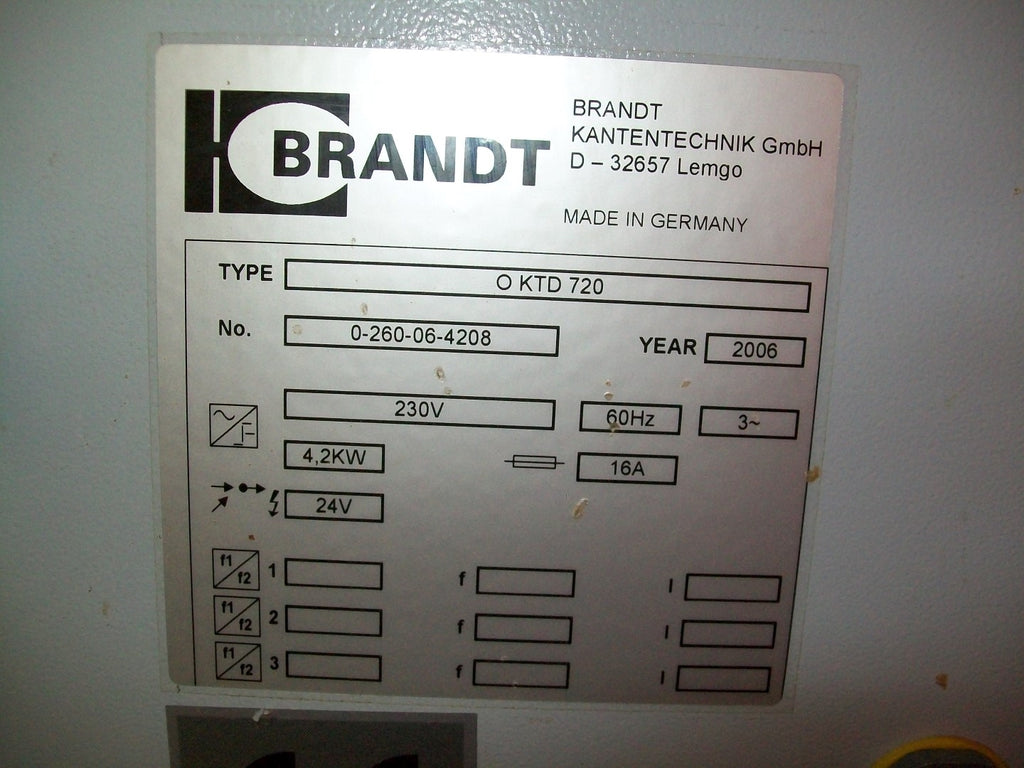 BRANDT
BRANDT
KANTENTECHNIK GmbH
D – 32657 Lemgo
MADE IN GERMANY
TYPE O KTD 720
No. 0-260-06-4208 YEAR 2006
230V 60Hz 3~
4,2KW 16A
24V
f1/f2 1 f I
f1/f2 2 f I
f1/f2 3 f I